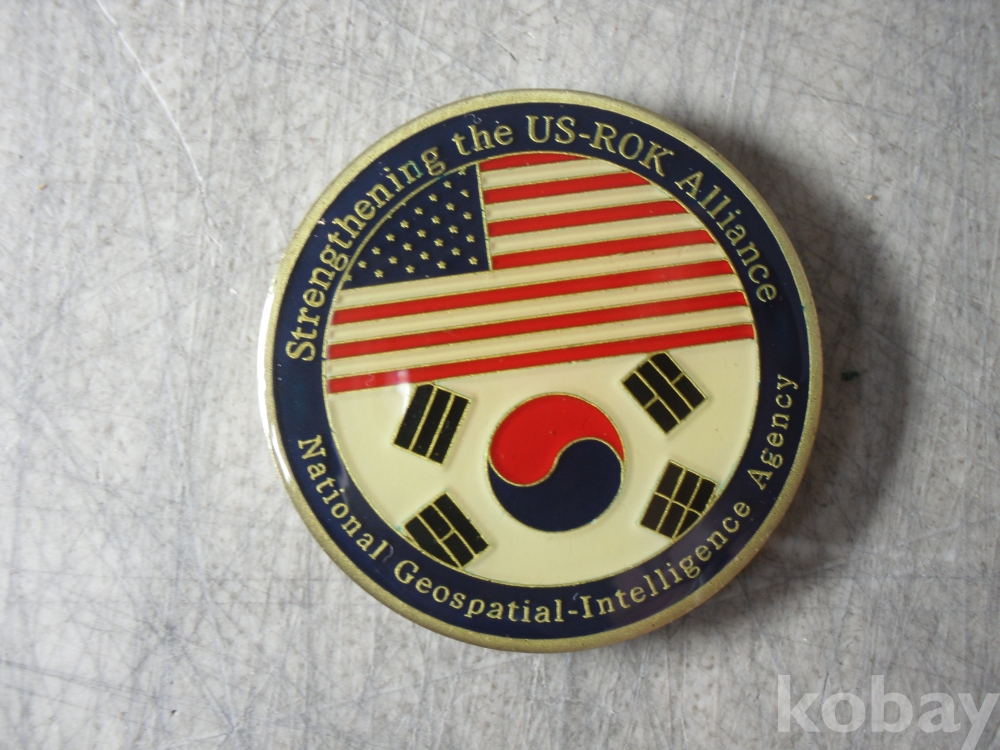 Strengthening the US-ROK Alliance
National Geospatial-Intelligence Agency
kobay